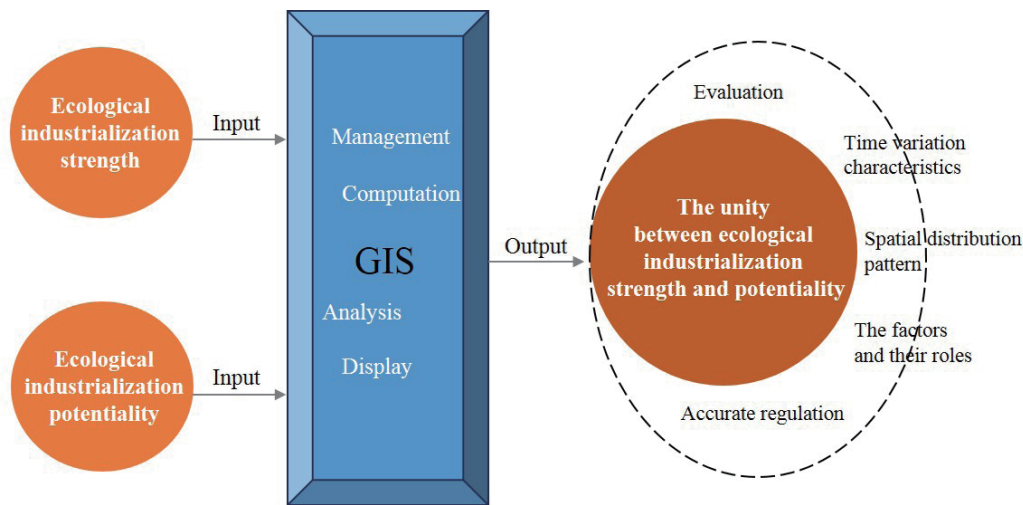 Ecological
industrialization
strength
Input
Ecological
industrialization
potentiality
Input
Management
Computation
GIS
Analysis
Display
Output
Evaluation
Time variation
characteristics
The unity
between ecological
industrialization
strength and potentiality
Spatial distribution
pattern
The factors
and their roles
Accurate regulation